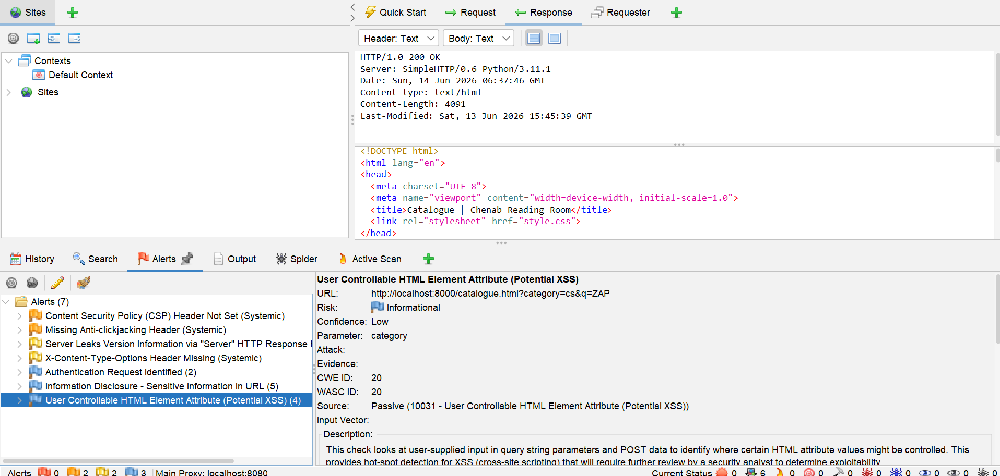 Sites
Quick Start Request Response Requester
Header: Text Body: Text
Contexts
Default Context
Sites
HTTP/1.0 200 OK
Server: SimpleHTTP/0.6 Python/3.11.1
Date: Sun, 14 Jun 2026 06:37:46 GMT
Content-type: text/html
Content-Length: 4091
Last-Modified: Sat, 13 Jun 2026 15:45:39 GMT
<!DOCTYPE html>
<html lang="en">
<head>
<meta charset="UTF-8">
<meta name="viewport" content="width=device-width, initial-scale=1.0">
<title>Catalogue | Chenab Reading Room</title>
<link rel="stylesheet" href="style.css">
</head>
History Search Alerts Output Spider Active Scan
Alerts (7)
Content Security Policy (CSP) Header Not Set (Systemic)
Missing Anti-clickjacking Header (Systemic)
Server Leaks Version Information via "Server" HTTP Response
X-Content-Type-Options Header Missing (Systemic)
Authentication Request Identified (2)
Information Disclosure - Sensitive Information in URL (5)
User Controllable HTML Element Attribute (Potential XSS) (4)
User Controllable HTML Element Attribute (Potential XSS)
URL: http://localhost:8000/catalogue.html?category=cs&q=ZAP
Risk: Informational
Confidence: Low
Parameter: category
Attack:
Evidence:
CWE ID: 20
WASC ID: 20
Source: Passive (10031 - User Controllable HTML Element Attribute (Potential XSS))
Input Vector:
Description:
This check looks at user-supplied input in query string parameters and POST data to identify where certain HTML attribute values might be controlled. This
provides hot-spot detection for XSS (cross-site scripting) that will require further review by a security analyst to determine exploitability.
Alerts 0 2 2 3 Main Proxy: localhost:8080
Current Status 0 6 0 0 0 0 0 0 0 0